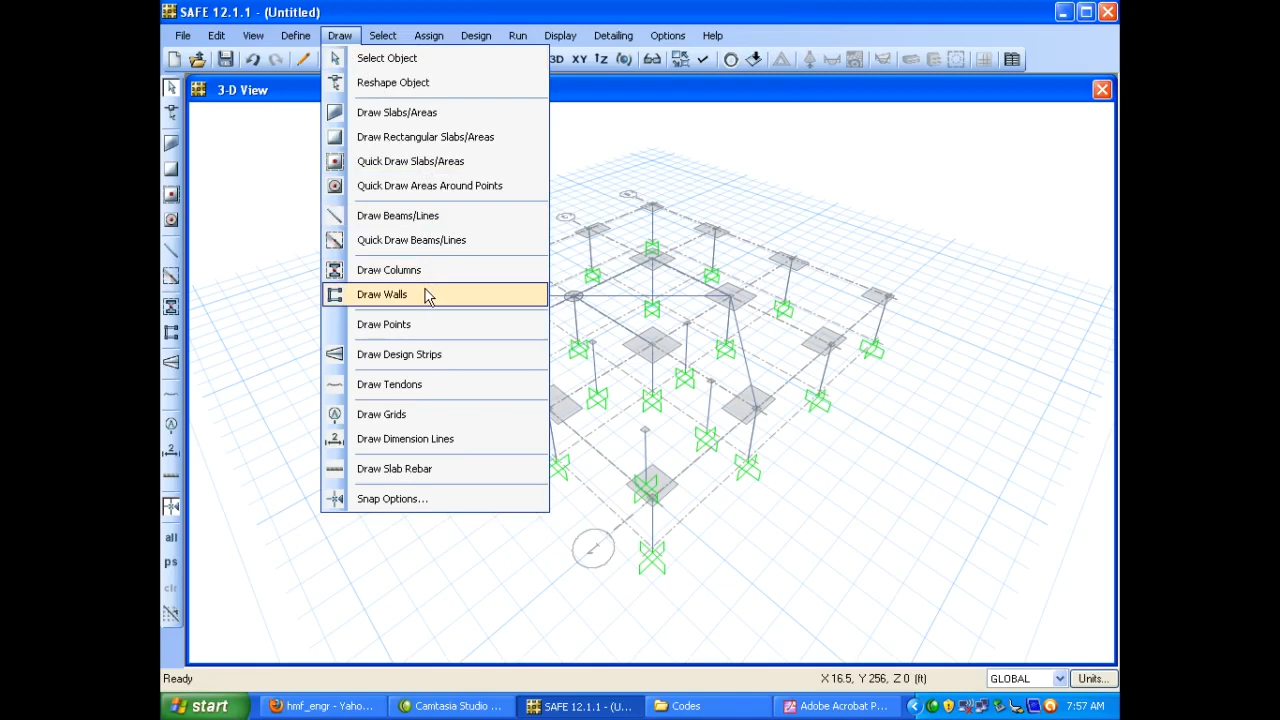 SAFE 12.1.1 - (Untitled)
File Edit View Define Draw Select Assign Design Run Display Detailing Options Help
3D XY
3-D View
Select Object
Reshape Object
Draw Slabs/Areas
Draw Rectangular Slabs/Areas
Quick Draw Slabs/Areas
Quick Draw Areas Around Points
Draw Beams/Lines
Quick Draw Beams/Lines
Draw Columns
Draw Walls
Draw Points
Draw Design Strips
Draw Tendons
Draw Grids
Draw Dimension Lines
Draw Slab Rebar
Snap Options...
all
ps
clr
Ready
X 16.5, Y 256, Z 0 (ft)
GLOBAL
Units...
start
hmf_engr - Yaho...
Camtasia Studio ...
SAFE 12.1.1 - (U...
Codes
Adobe Acrobat P...
7:57 AM